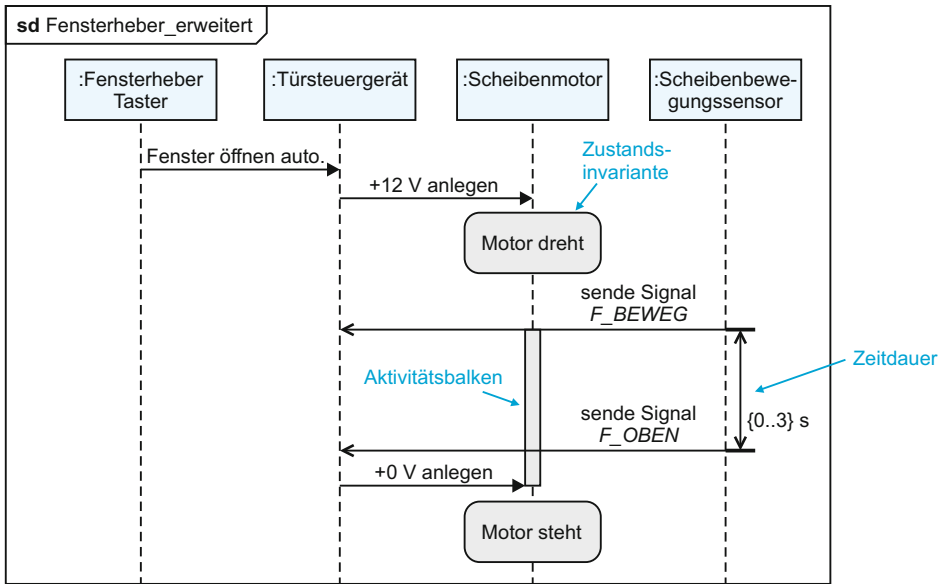 sd Fensterheber_erweitert
:Fensterheber
Taster
:Türsteuergerät
:Scheibenmotor
:Scheibenbewe-
gungssensor
Fenster öffnen auto.
Zustands-
invariante
+12 V anlegen
Motor dreht
sende Signal
F_BEWEG
Zeitdauer
Aktivitätsbalken
sende Signal
F_OBEN
{0..3} s
+0 V anlegen
Motor steht